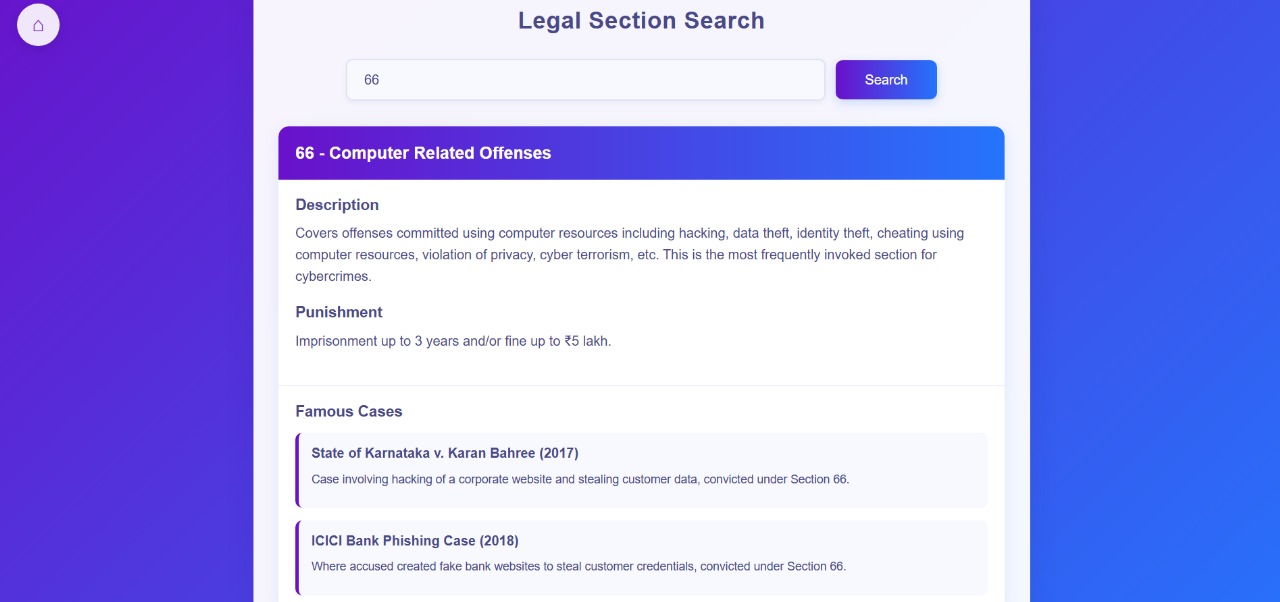 Legal Section Search
66
Search
66 - Computer Related Offenses
Description
Covers offenses committed using computer resources including hacking, data theft, identity theft, cheating using
computer resources, violation of privacy, cyber terrorism, etc. This is the most frequently invoked section for
cybercrimes.
Punishment
Imprisonment up to 3 years and/or fine up to ₹5 lakh.
Famous Cases
State of Karnataka v. Karan Bahree (2017)
Case involving hacking of a corporate website and stealing customer data, convicted under Section 66.
ICICI Bank Phishing Case (2018)
Where accused created fake bank websites to steal customer credentials, convicted under Section 66.